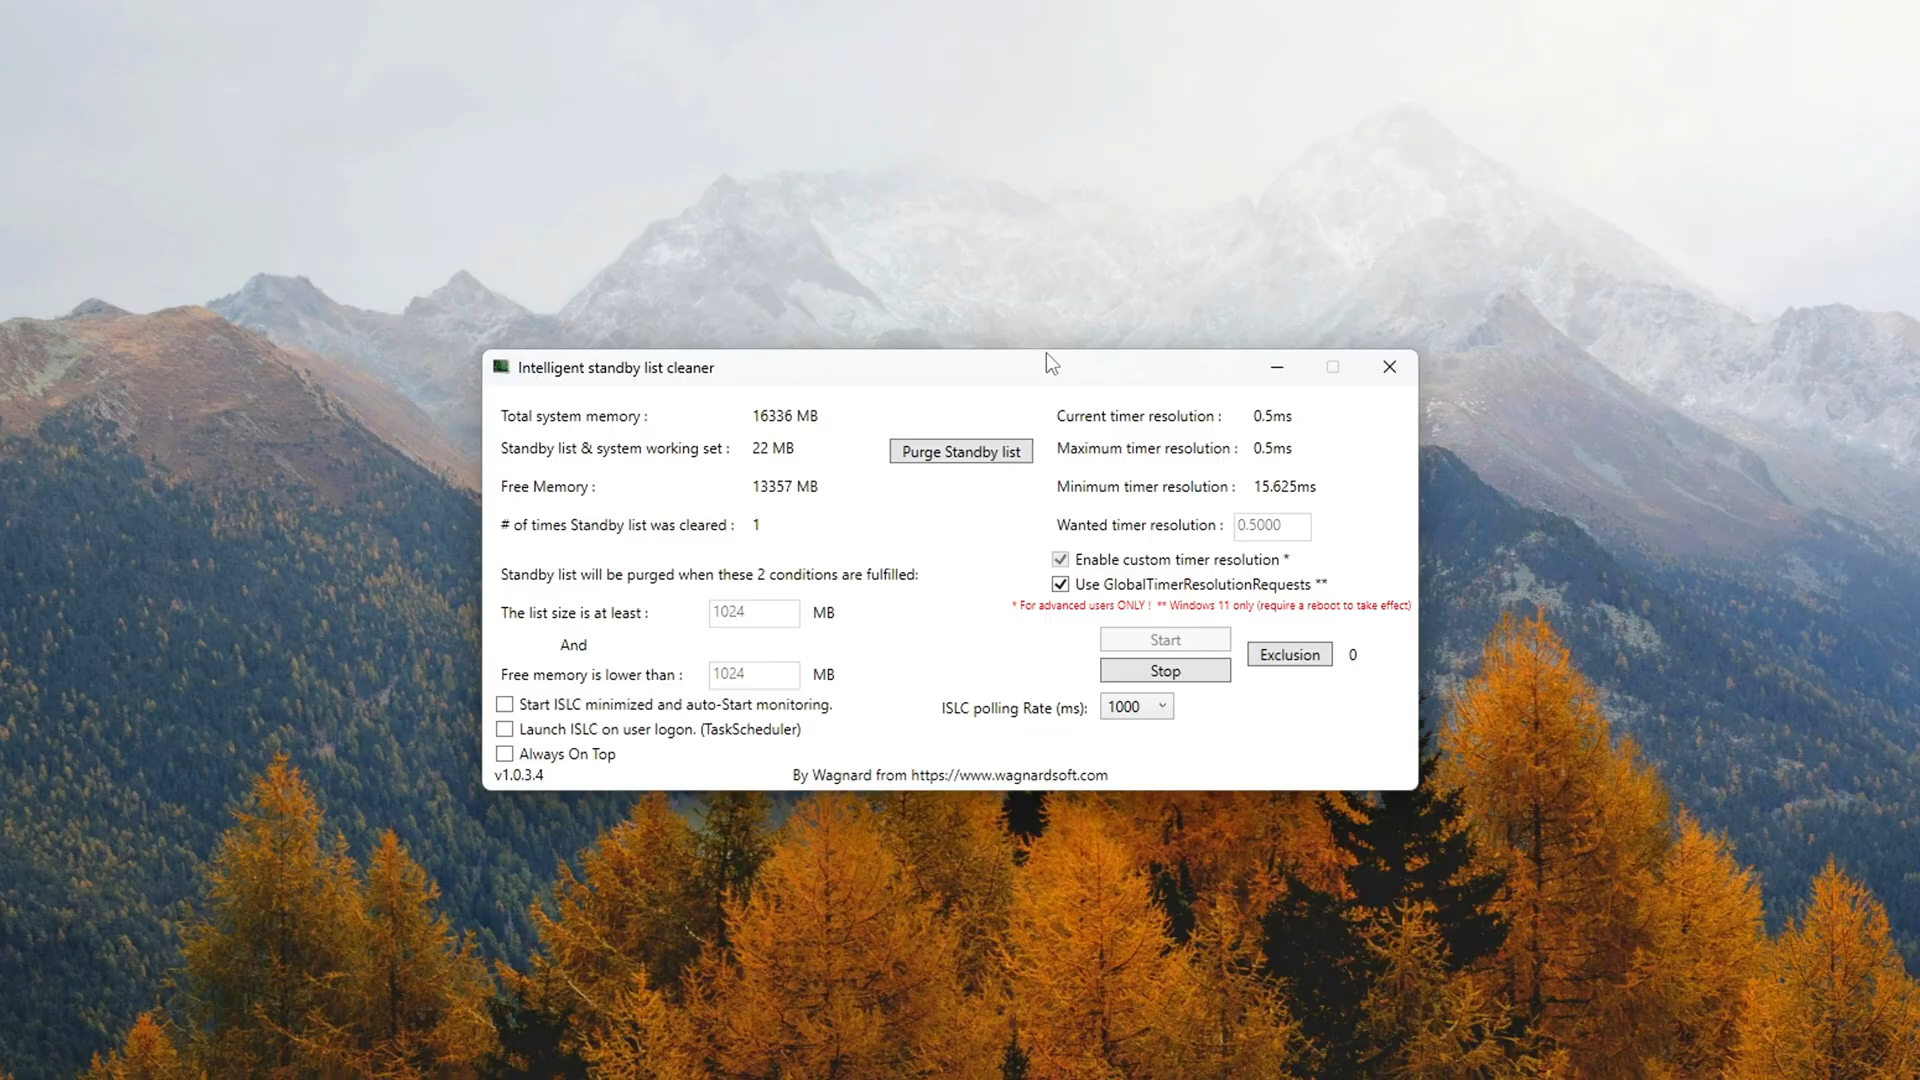 Intelligent standby list cleaner
Total system memory : 16336 MB
Standby list & system working set : 22 MB
Purge Standby list
Free Memory : 13357 MB
# of times Standby list was cleared : 1
Standby list will be purged when these 2 conditions are fulfilled:
The list size is at least : 1024 MB
And
Free memory is lower than : 1024 MB
Start ISLC minimized and auto-Start monitoring.
Launch ISLC on user logon. (TaskScheduler)
Always On Top
Current timer resolution : 0.5ms
Maximum timer resolution : 0.5ms
Minimum timer resolution : 15.625ms
Wanted timer resolution : 0.5000
Enable custom timer resolution *
Use GlobalTimerResolutionRequests **
* For advanced users ONLY ! ** Windows 11 only (require a reboot to take effect)
Start
Stop
Exclusion 0
ISLC polling Rate (ms): 1000
v1.0.3.4
By Wagnard from https://www.wagnardsoft.com